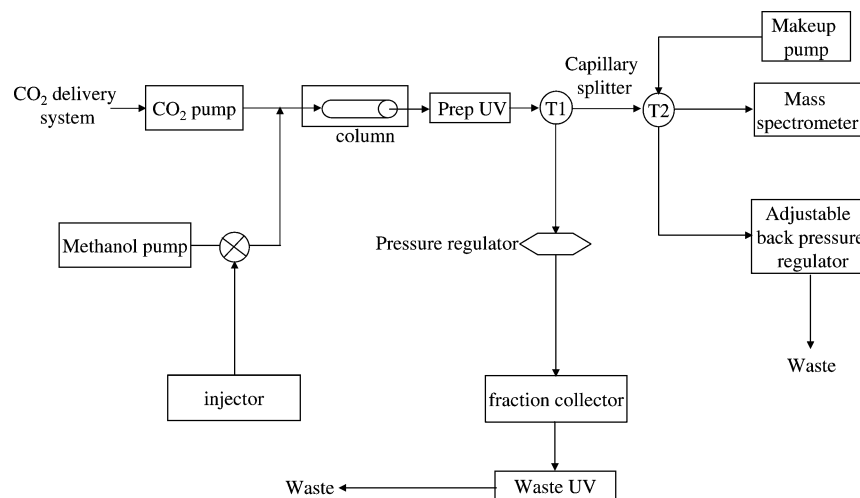 Makeup
pump
Capillary
splitter
CO₂ delivery
system
CO₂ pump
Prep UV
T1
T2
Mass
spectrometer
column
Methanol pump
Pressure regulator
Adjustable
back pressure
regulator
Waste
injector
fraction collector
Waste
Waste UV